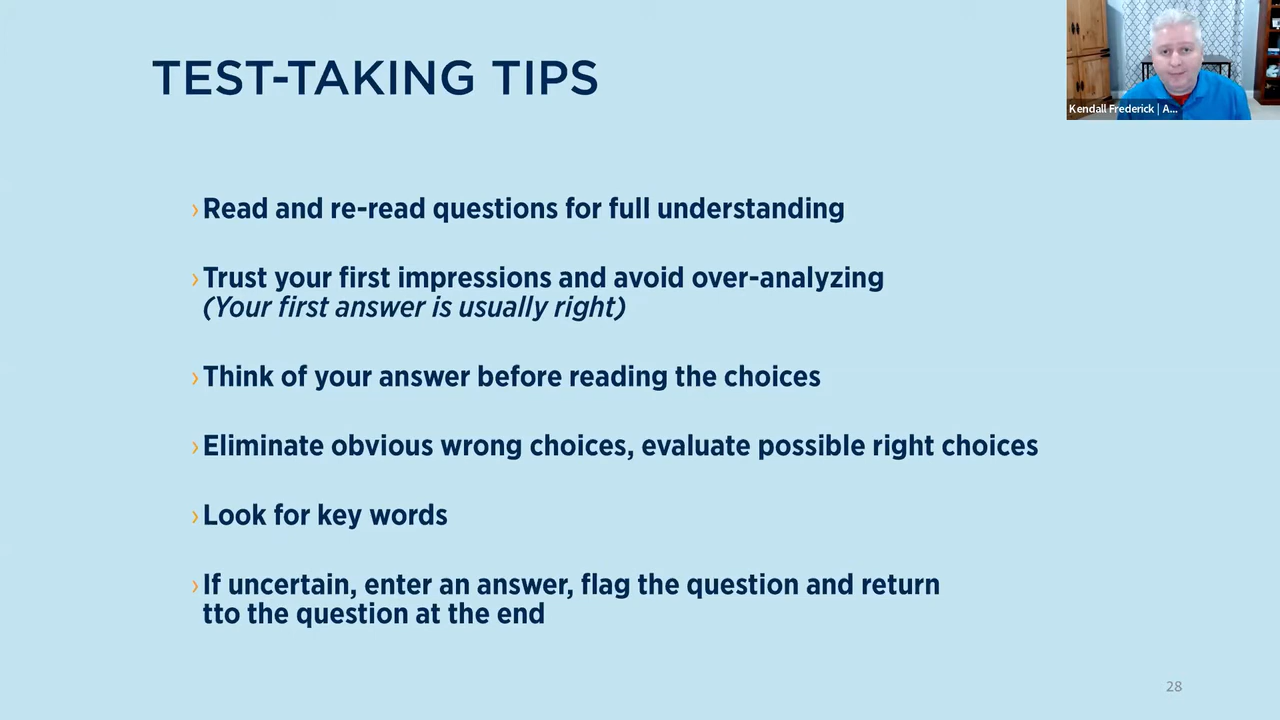 TEST-TAKING TIPS
Kendall Frederick | A...
› Read and re-read questions for full understanding
› Trust your first impressions and avoid over-analyzing
(Your first answer is usually right)
› Think of your answer before reading the choices
› Eliminate obvious wrong choices, evaluate possible right choices
› Look for key words
› If uncertain, enter an answer, flag the question and return
tto the question at the end
28